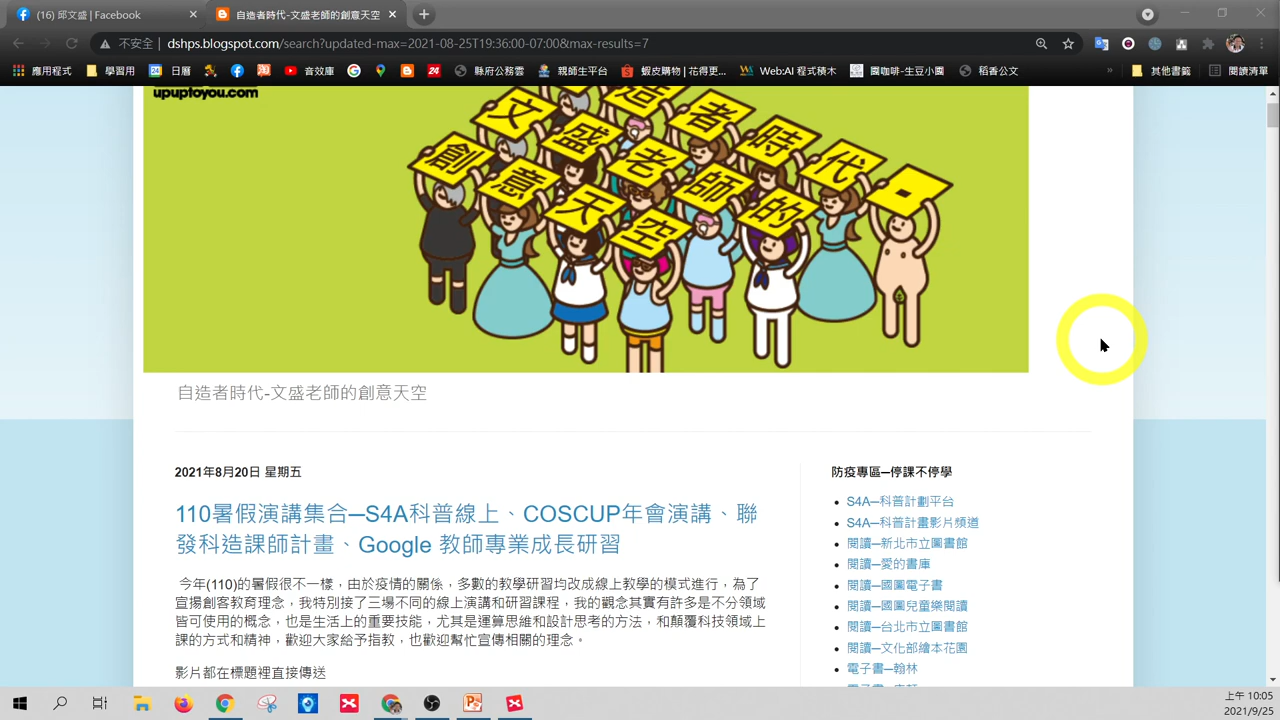 (16) 邱文盛 | Facebook
自造者時代-文盛老師的創意天空
不安全 | dshps.blogspot.com/search?updated-max=2021-08-25T19:36:00-07:00&max-results=7
應用程式
學習用
日曆
音效庫
縣府公務雲
親師生平台
蝦皮購物 | 花得更...
Web:AI 程式積木
國咖啡-生豆小園
稻香公文
»
其他書籤
閱讀清單
upuptoyou.com
造者時代-
文盛老師的
創意天空
自造者時代-文盛老師的創意天空
2021年8月20日 星期五
110暑假演講集合—S4A科普線上、COSCUP年會演講、聯
發科造課師計畫、Google 教師專業成長研習
今年(110)的暑假很不一樣，由於疫情的關係，多數的教學研習均改成線上教學的模式進行，為了
宣揚創客教育理念，我特別接了三場不同的線上演講和研習課程，我的觀念其實有許多是不分領域
皆可使用的概念，也是生活上的重要技能，尤其是運算思維和設計思考的方法，和顛覆科技領域上
課的方式和精神，歡迎大家給予指教，也歡迎幫忙宣傳相關的理念。
影片都在標題裡直接傳送
防疫專區—停課不停學
S4A—科普計劃平台
S4A—科普計畫影片頻道
閱讀—新北市立圖書館
閱讀—愛的書庫
閱讀—國圖電子書
閱讀—國圖兒童樂閱讀
閱讀—台北市立圖書館
閱讀—文化部繪本花園
電子書—翰林
上午 10:05
2021/9/25